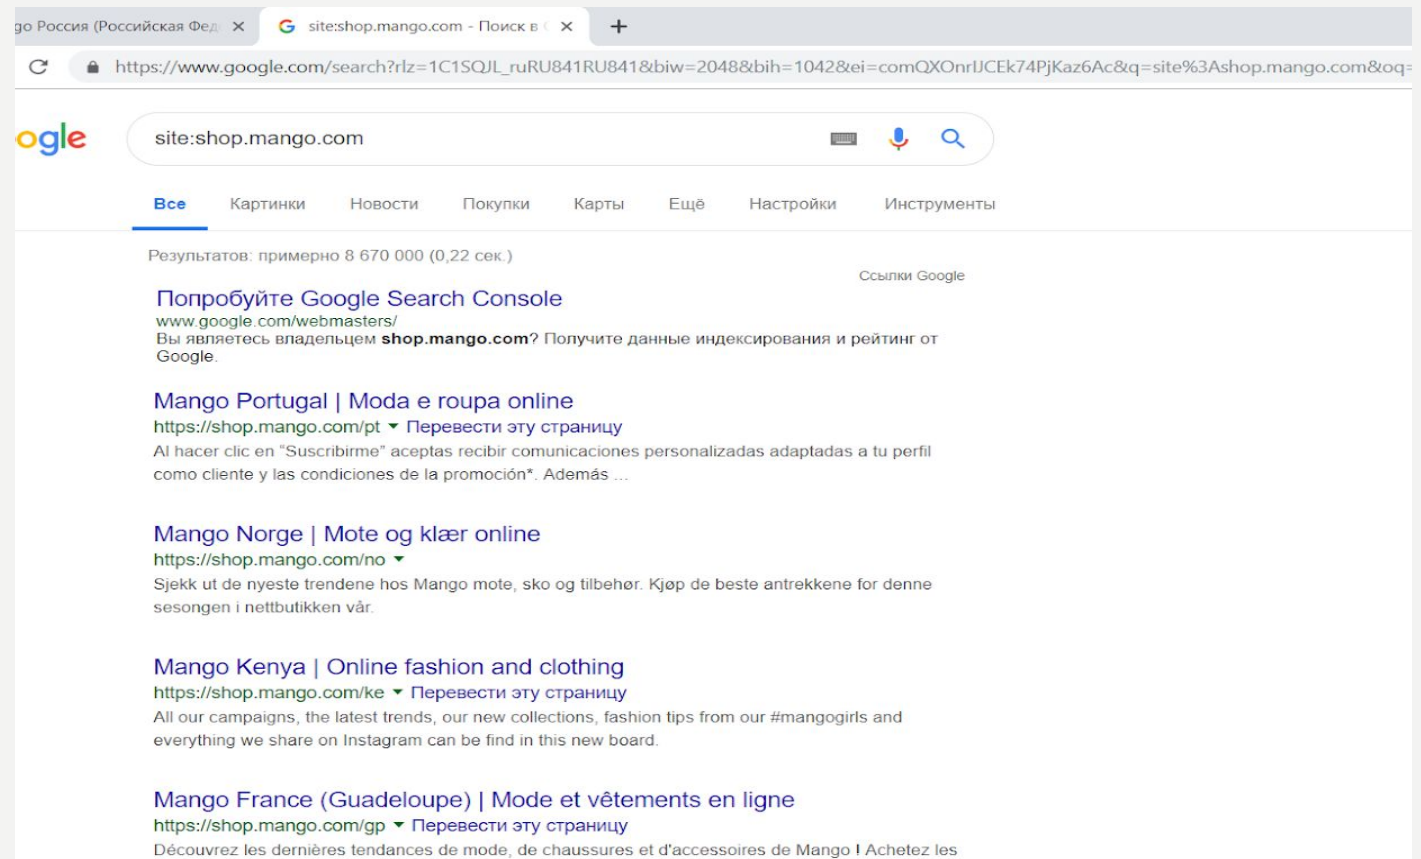 go Россия (Российская Фед
site:shop.mango.com - Поиск в
https://www.google.com/search?rlz=1C1SQJL_ruRU841RU841&biw=2048&bih=1042&ei=comQXOnrIJCEk74PjKaz6Ac&q=site%3Ashop.mango.com&oq=
ogle
site:shop.mango.com
Все Картинки Новости Покупки Карты Ещё Настройки Инструменты
Результатов: примерно 8 670 000 (0,22 сек.)
Ссылки Google
Попробуйте Google Search Console
www.google.com/webmasters/
Вы являетесь владельцем shop.mango.com? Получите данные индексирования и рейтинг от
Google.
Mango Portugal | Moda e roupa online
https://shop.mango.com/pt Перевести эту страницу
Al hacer clic en “Suscribirme” aceptas recibir comunicaciones personalizadas adaptadas a tu perfil
como cliente y las condiciones de la promoción*. Además ...
Mango Norge | Mote og klær online
https://shop.mango.com/no
Sjekk ut de nyeste trendene hos Mango mote, sko og tilbehør. Kjøp de beste antrekkene for denne
sesongen i nettbutikken vår.
Mango Kenya | Online fashion and clothing
https://shop.mango.com/ke Перевести эту страницу
All our campaigns, the latest trends, our new collections, fashion tips from our #mangogirls and
everything we share on Instagram can be find in this new board.
Mango France (Guadeloupe) | Mode et vêtements en ligne
https://shop.mango.com/gp Перевести эту страницу
Découvrez les dernières tendances de mode, de chaussures et d'accessoires de Mango ! Achetez les